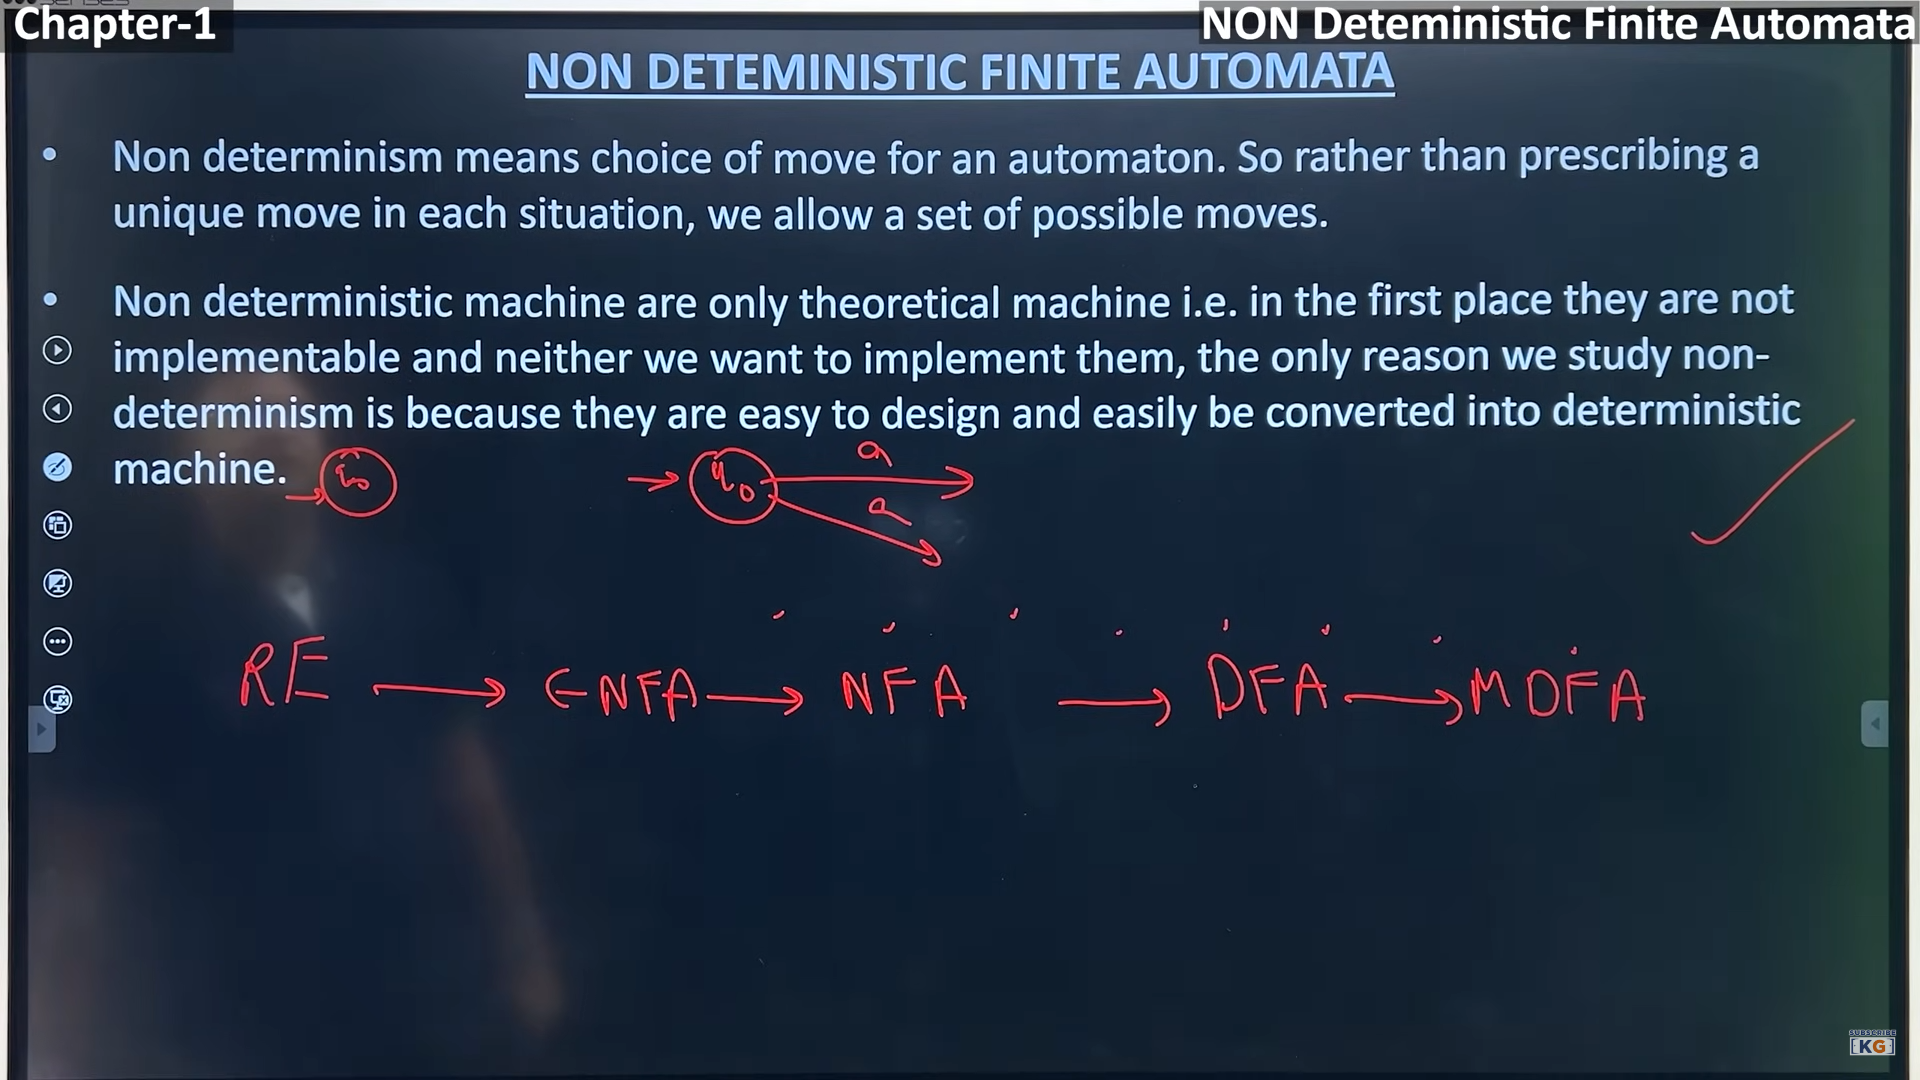 Chapter-1
NON Deteministic Finite Automata
NON DETEMINISTIC FINITE AUTOMATA
• Non determinism means choice of move for an automaton. So rather than prescribing a
unique move in each situation, we allow a set of possible moves.
• Non deterministic machine are only theoretical machine i.e. in the first place they are not
implementable and neither we want to implement them, the only reason we study non-
determinism is because they are easy to design and easily be converted into deterministic
machine.
q0 a
a
RE → ∈-NFA → NFA → DFA → MDFA
SUBSCRIBE
KG